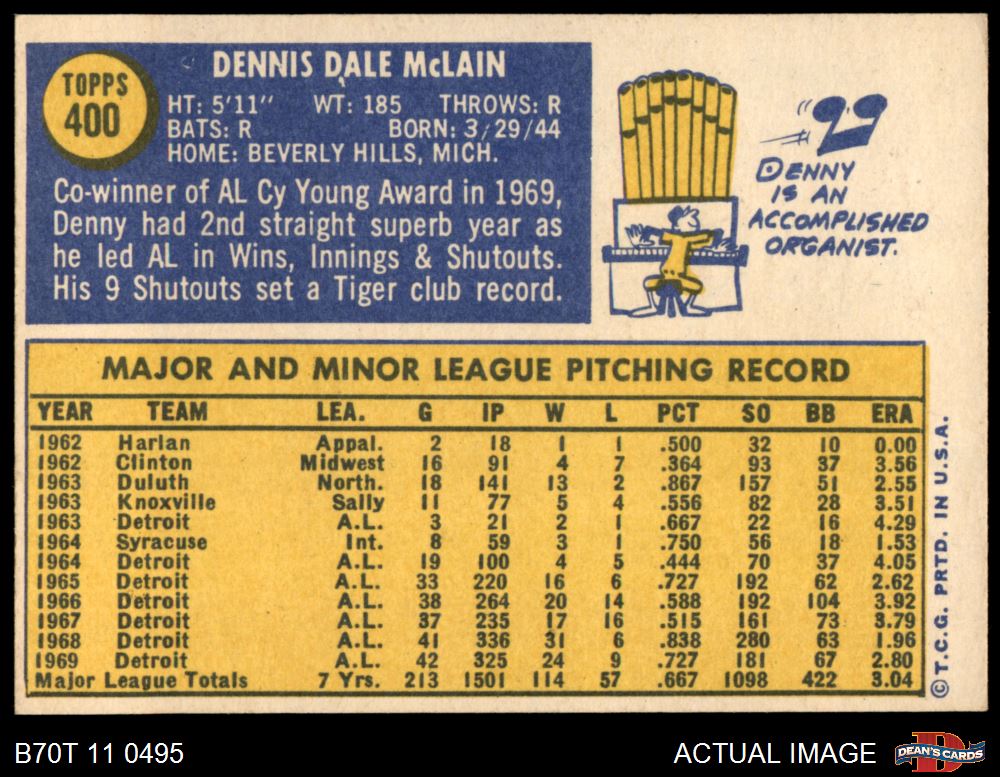 TOPPS
400
DENNIS DALE McLAIN
HT: 5'11" WT: 185 THROWS: R
BATS: R BORN: 3/29/44
HOME: BEVERLY HILLS, MICH.
Co-winner of AL Cy Young Award in 1969,
Denny had 2nd straight superb year as
he led AL in Wins, Innings & Shutouts.
His 9 Shutouts set a Tiger club record.
DENNY
IS AN
ACCOMPLISHED
ORGANIST.
MAJOR AND MINOR LEAGUE PITCHING RECORD
YEAR TEAM LEA. G IP W L PCT SO BB ERA
1962 Harlan Appal. 2 18 1 1 .500 32 10 0.00
1962 Clinton Midwest 16 91 4 7 .364 93 37 3.56
1963 Duluth North. 18 141 13 2 .867 157 51 2.55
1963 Knoxville Sally 11 77 5 4 .556 82 28 3.51
1963 Detroit A.L. 3 21 2 1 .667 22 16 4.29
1964 Syracuse Int. 8 59 3 1 .750 56 18 1.53
1964 Detroit A.L. 19 100 4 5 .444 70 37 4.05
1965 Detroit A.L. 33 220 16 6 .727 192 62 2.62
1966 Detroit A.L. 38 264 20 14 .588 192 104 3.92
1967 Detroit A.L. 37 235 17 16 .515 161 73 3.79
1968 Detroit A.L. 41 336 31 6 .838 280 63 1.96
1969 Detroit A.L. 42 325 24 9 .727 181 67 2.80
Major League Totals 7 Yrs. 213 1501 114 57 .667 1098 422 3.04
© T.C.G. PRTD. IN U.S.A.
B70T 11 0495
ACTUAL IMAGE
DEAN'S CARDS